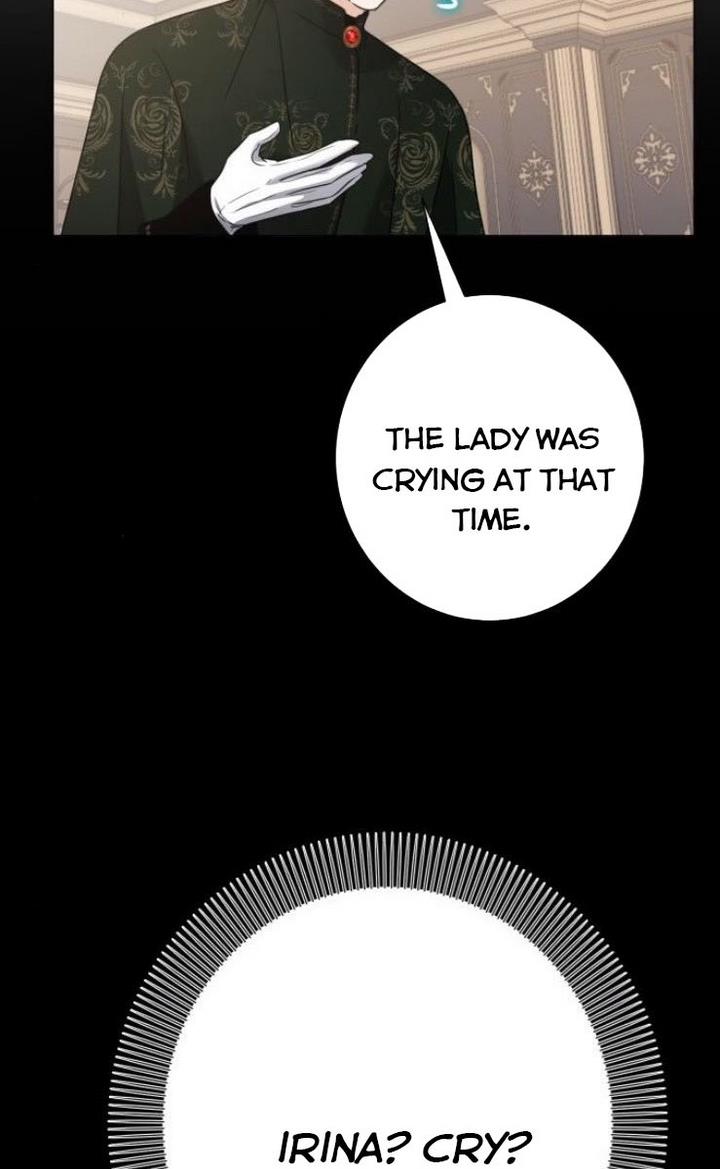 THE LADY WAS
CRYING AT THAT
TIME.
IRINA? CRY?